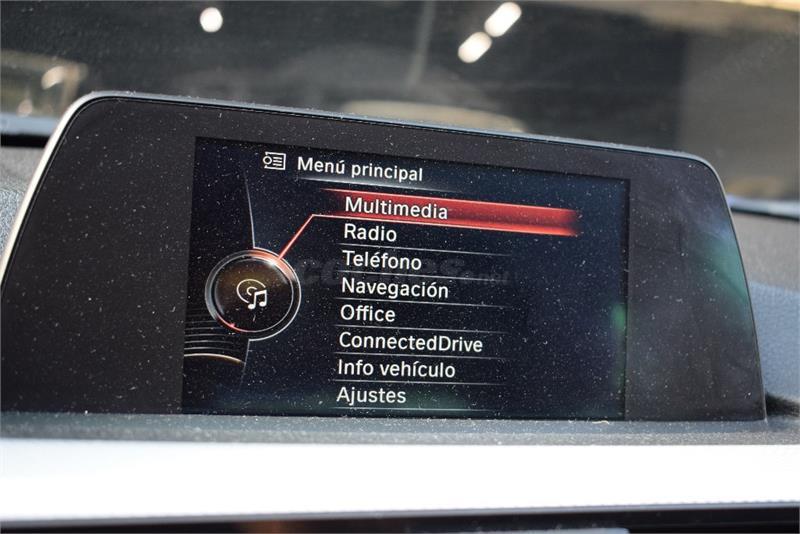 Menú principal
Multimedia
Radio
Teléfono
Navegación
Office
ConnectedDrive
Info vehículo
Ajustes